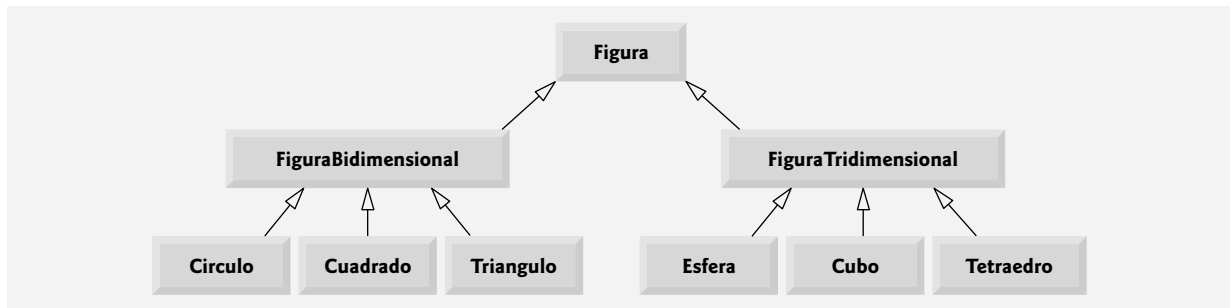 Figura
FiguraBidimensional FiguraTridimensional
Circulo Cuadrado Triangulo Esfera Cubo Tetraedro